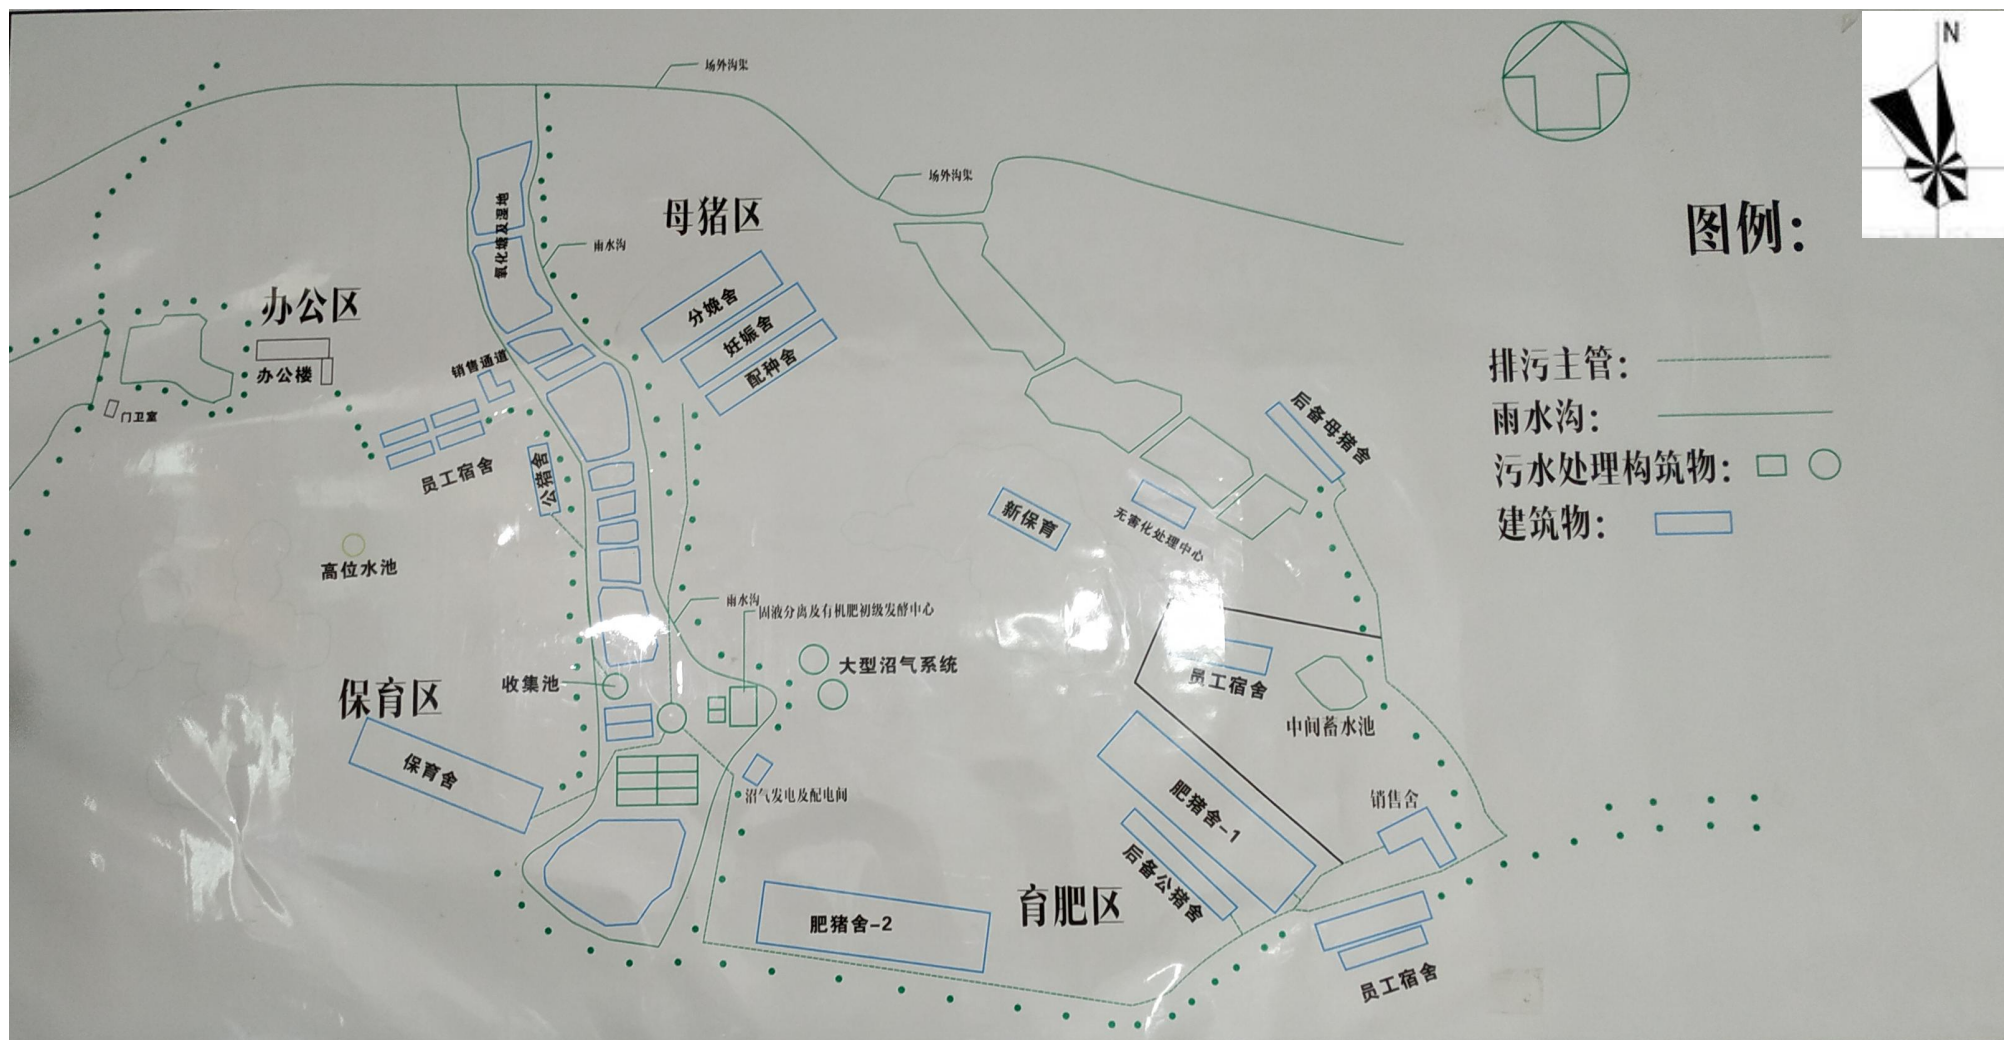 场外沟渠
N
场外沟渠
母猪区
图例：
氧化塘及湿地
雨水沟
办公区
分娩舍
妊娠舍
配种舍
销售通道
办公楼
门卫室
排污主管：
雨水沟：
污水处理构筑物：
建筑物：
后备母猪舍
员工宿舍
公猪舍
新保育
无害化处理中心
高位水池
雨水沟
固液分离及有机肥初级发酵中心
大型沼气系统
收集池
保育区
保育舍
员工宿舍
中间蓄水池
沼气发电及配电间
销售舍
肥猪舍-1
后备公猪舍
育肥区
肥猪舍-2
员工宿舍